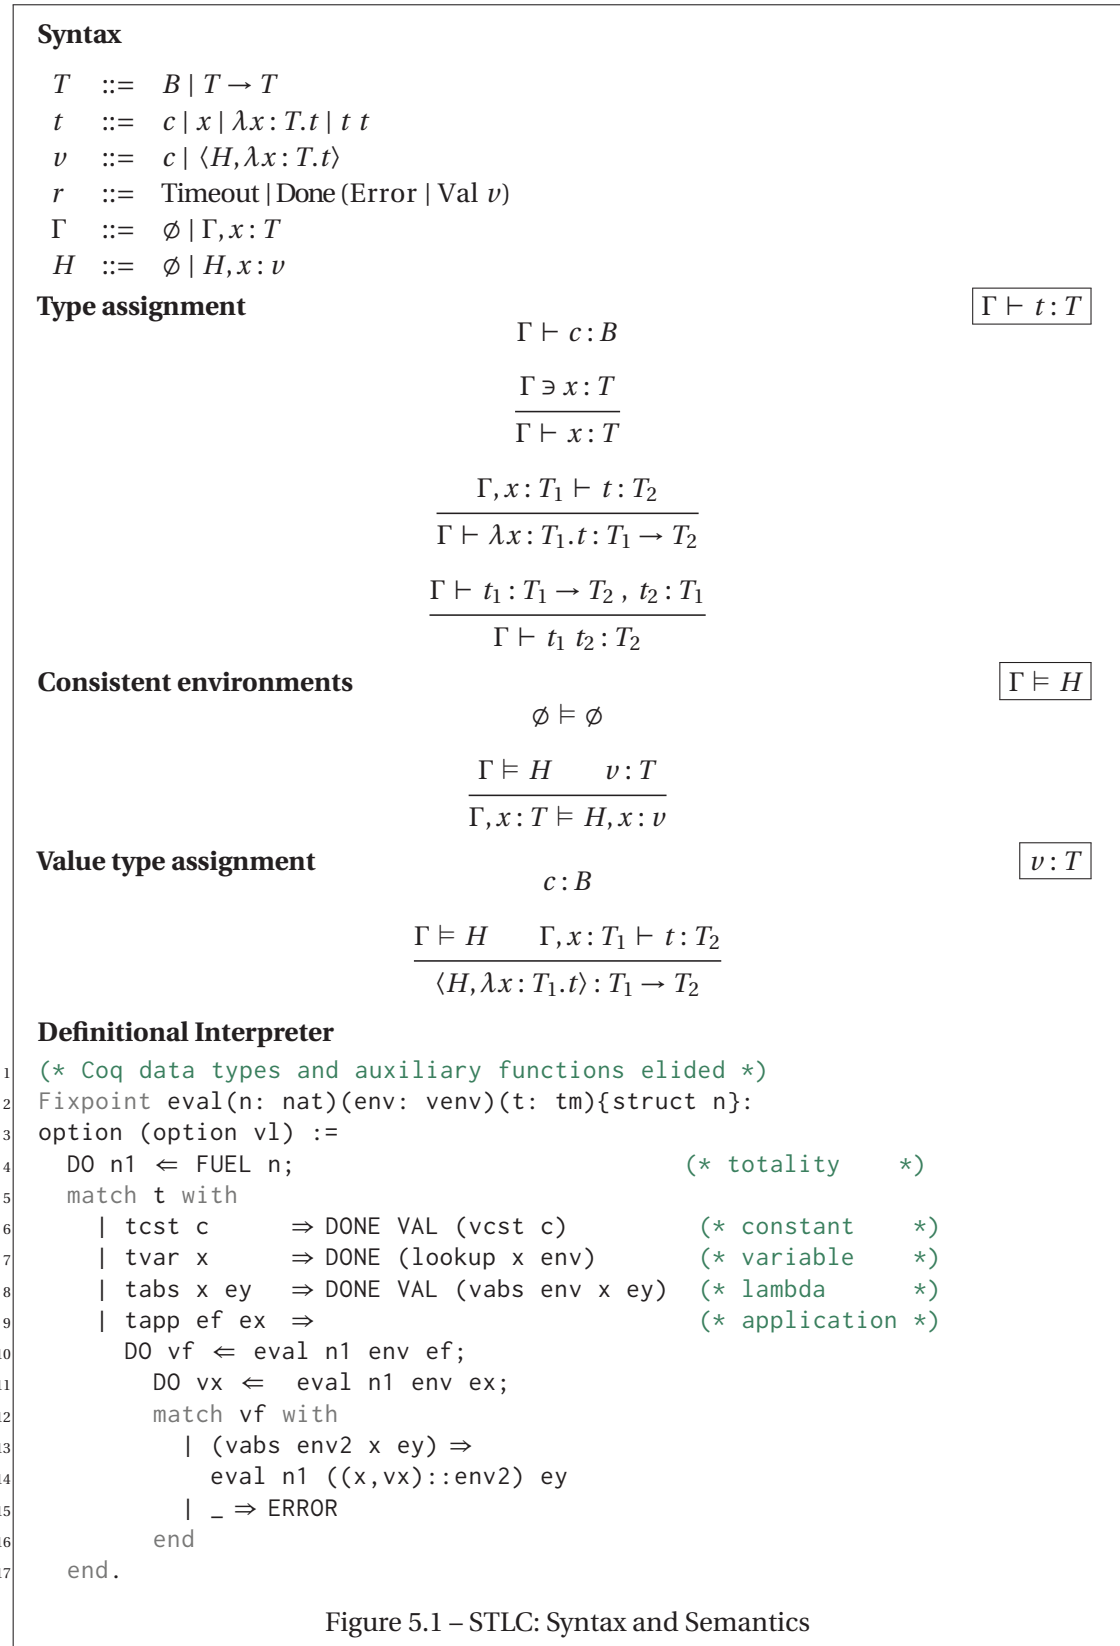 Syntax
T ::= B | T → T
t ::= c | x | λx : T.t | t t
v ::= c | ⟨H, λx : T.t⟩
r ::= Timeout | Done (Error | Val v)
Γ ::= ∅ | Γ, x : T
H ::= ∅ | H, x : v
Type assignment Γ ⊢ t : T
Γ ⊢ c : B
Γ ∋ x : T
Γ ⊢ x : T
Γ, x : T₁ ⊢ t : T₂
Γ ⊢ λx : T₁.t : T₁ → T₂
Γ ⊢ t₁ : T₁ → T₂ , t₂ : T₁
Γ ⊢ t₁ t₂ : T₂
Consistent environments Γ ⊨ H
∅ ⊨ ∅
Γ ⊨ H v : T
Γ, x : T ⊨ H, x : v
Value type assignment v : T
c : B
Γ ⊨ H Γ, x : T₁ ⊢ t : T₂
⟨H, λx : T₁.t⟩ : T₁ → T₂
Definitional Interpreter
1 (* Coq data types and auxiliary functions elided *)
2 Fixpoint eval(n: nat)(env: venv)(t: tm){struct n}:
3 option (option vl) :=
4 DO n1 ⇐ FUEL n; (* totality *)
5 match t with
6 | tcst c ⇒ DONE VAL (vcst c) (* constant *)
7 | tvar x ⇒ DONE (lookup x env) (* variable *)
8 | tabs x ey ⇒ DONE VAL (vabs env x ey) (* lambda *)
9 | tapp ef ex ⇒ (* application *)
10 DO vf ⇐ eval n1 env ef;
11 DO vx ⇐ eval n1 env ex;
12 match vf with
13 | (vabs env2 x ey) ⇒
14 eval n1 ((x,vx)::env2) ey
15 | _ ⇒ ERROR
16 end
17 end.
Figure 5.1 – STLC: Syntax and Semantics